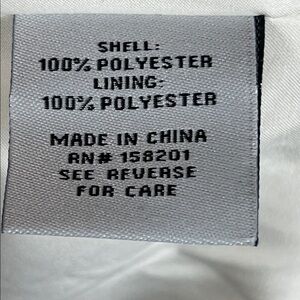 SHELL:
100% POLYESTER
LINING:
100% POLYESTER
MADE IN CHINA
RN# 158201
SEE REVERSE
FOR CARE